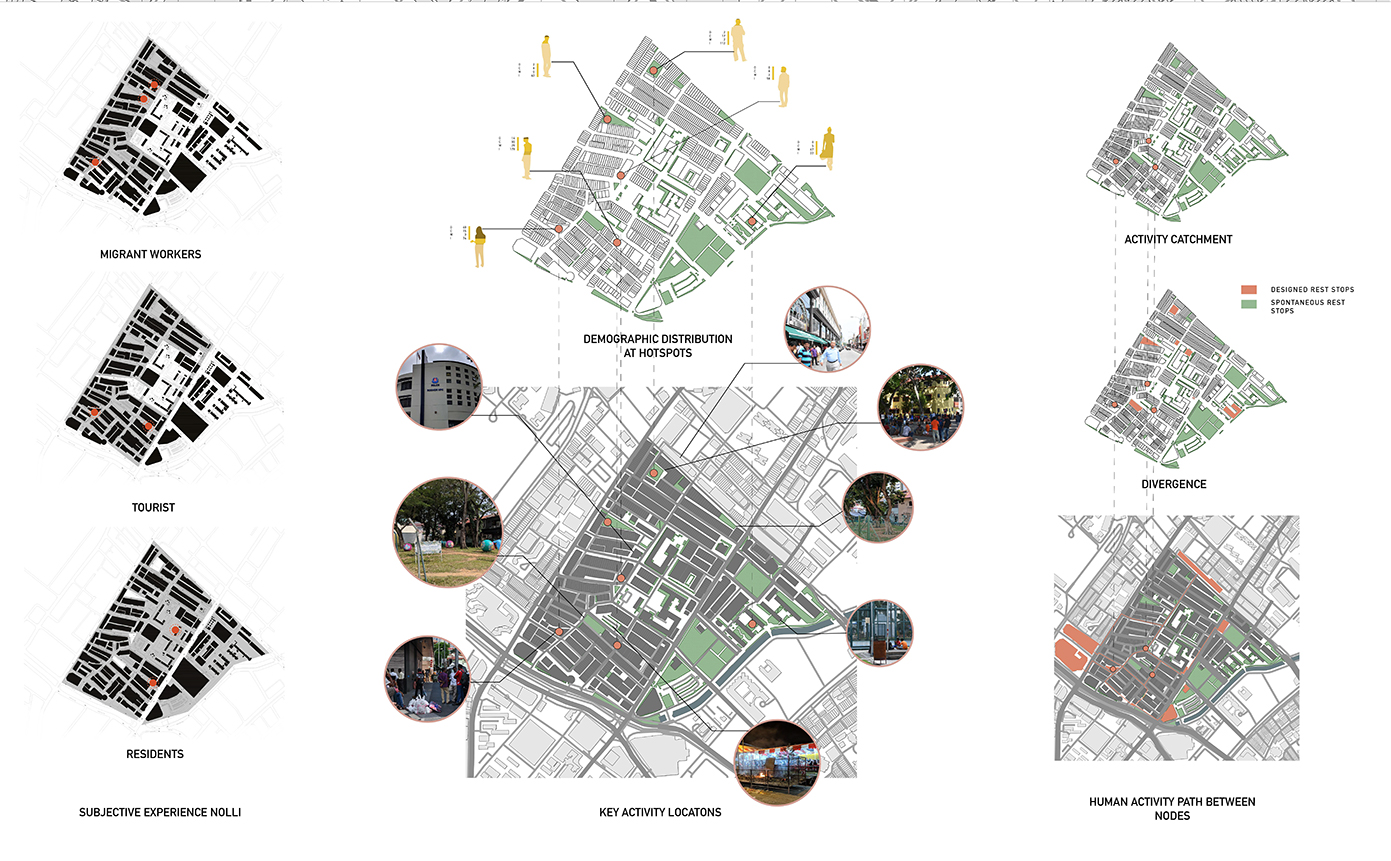 MIGRANT WORKERS
TOURIST
RESIDENTS
SUBJECTIVE EXPERIENCE NOLLI
DEMOGRAPHIC DISTRIBUTION
AT HOTSPOTS
KEY ACTIVITY LOCATONS
ACTIVITY CATCHMENT
DESIGNED REST STOPS
SPONTANEOUS REST
STOPS
DIVERGENCE
HUMAN ACTIVITY PATH BETWEEN
NODES